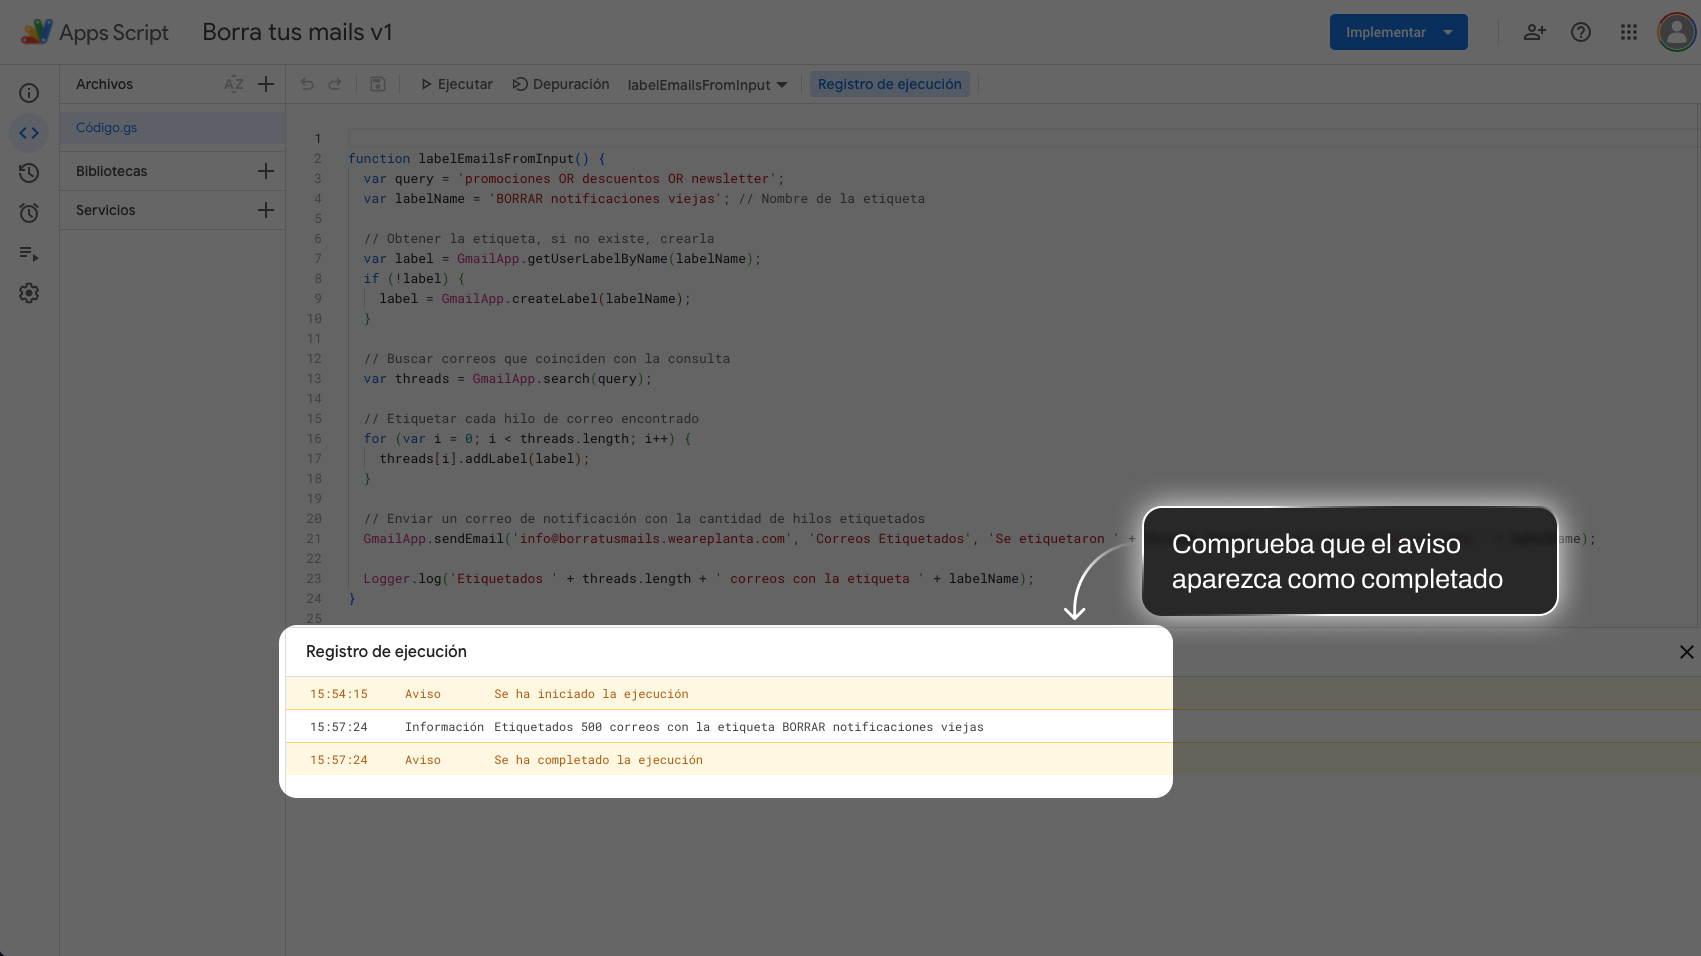 Apps Script
Borra tus mails v1
Implementar
Archivos
AZ
Ejecutar
Depuración
labelEmailsFromInput
Registro de ejecución
Código.gs
Bibliotecas
Servicios
1
2 function labelEmailsFromInput() {
3 var query = 'promociones OR descuentos OR newsletter';
4 var labelName = 'BORRAR notificaciones viejas'; // Nombre de la etiqueta
5
6 // Obtener la etiqueta, si no existe, crearla
7 var label = GmailApp.getUserLabelByName(labelName);
8 if (!label) {
9 label = GmailApp.createLabel(labelName);
10 }
11
12 // Buscar correos que coinciden con la consulta
13 var threads = GmailApp.search(query);
14
15 // Etiquetar cada hilo de correo encontrado
16 for (var i = 0; i < threads.length; i++) {
17 threads[i].addLabel(label);
18 }
19
20 // Enviar un correo de notificación con la cantidad de hilos etiquetados
21 GmailApp.sendEmail('info@borratusmails.weareplanta.com', 'Correos Etiquetados', 'Se etiquetaron ' + ame);
22
23 Logger.log('Etiquetados ' + threads.length + ' correos con la etiqueta ' + labelName);
24 }
25
Comprueba que el aviso
aparezca como completado
Registro de ejecución
15:54:15 Aviso Se ha iniciado la ejecución
15:57:24 Información Etiquetados 500 correos con la etiqueta BORRAR notificaciones viejas
15:57:24 Aviso Se ha completado la ejecución